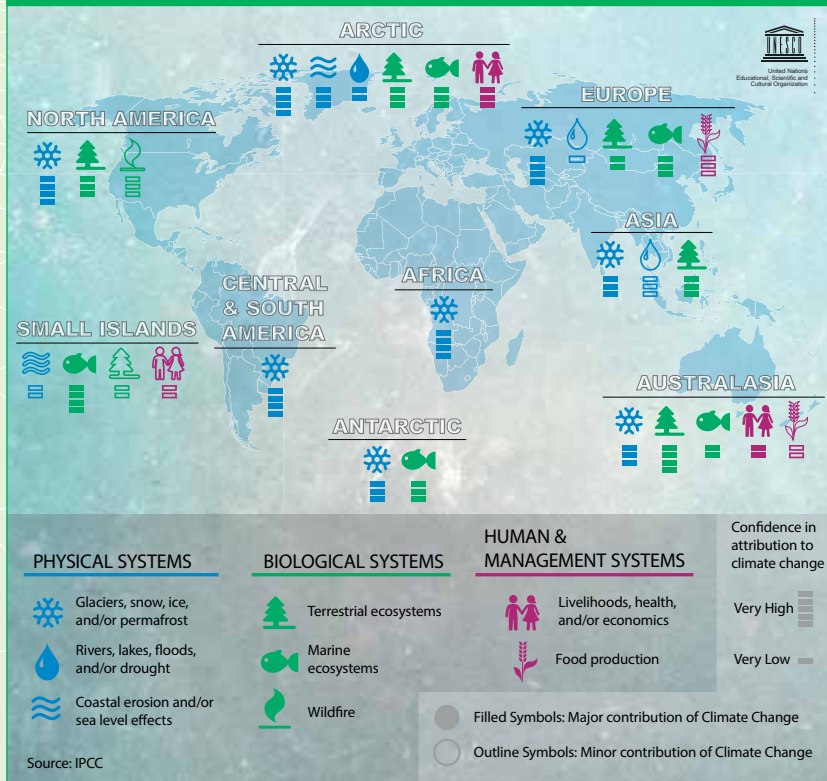 ARCTIC
UNESCO
United Nations
Educational, Scientific and
Cultural Organization
NORTH AMERICA
EUROPE
ASIA
AFRICA
CENTRAL
& SOUTH
AMERICA
SMALL ISLANDS
AUSTRALASIA
ANTARCTIC
PHYSICAL SYSTEMS
Glaciers, snow, ice,
and/or permafrost
Rivers, lakes, floods,
and/or drought
Coastal erosion and/or
sea level effects
Source: IPCC
BIOLOGICAL SYSTEMS
Terrestrial ecosystems
Marine
ecosystems
Wildfire
HUMAN &
MANAGEMENT SYSTEMS
Livelihoods, health,
and/or economics
Food production
Confidence in
attribution to
climate change
Very High
Very Low
Filled Symbols: Major contribution of Climate Change
Outline Symbols: Minor contribution of Climate Change